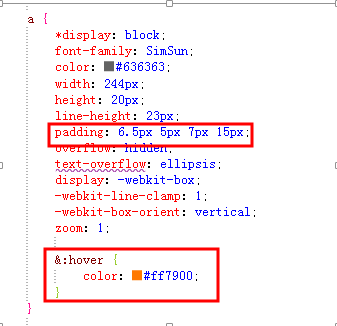 a {
*display: block;
font-family: SimSun;
color: #636363;
width: 244px;
height: 20px;
line-height: 23px;
padding: 6.5px 5px 7px 15px;
overflow: hidden;
text-overflow: ellipsis;
display: -webkit-box;
-webkit-line-clamp: 1;
-webkit-box-orient: vertical;
zoom: 1;
&:hover {
color: #ff7900;
}
}